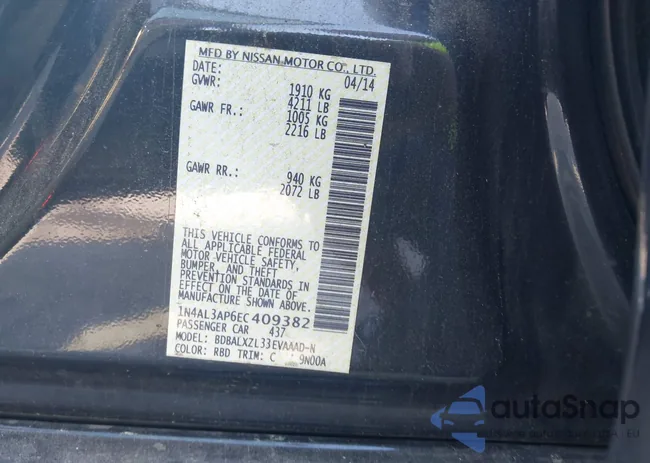 MFD BY NISSAN MOTOR CO., LTD.
DATE: 04/14
GVWR: 1910 KG
4211 LB
GAWR FR.: 1005 KG
2216 LB
GAWR RR.: 940 KG
2072 LB
THIS VEHICLE CONFORMS TO
ALL APPLICABLE FEDERAL
MOTOR VEHICLE SAFETY,
BUMPER, AND THEFT
PREVENTION STANDARDS IN
EFFECT ON THE DATE OF
MANUFACTURE SHOWN ABOVE.
1N4AL3AP6EC409382
PASSENGER CAR 437
MODEL: BDBALXZL33EVAAAD-N
COLOR: RBD TRIM: C 9N00A
autoSnap
EU